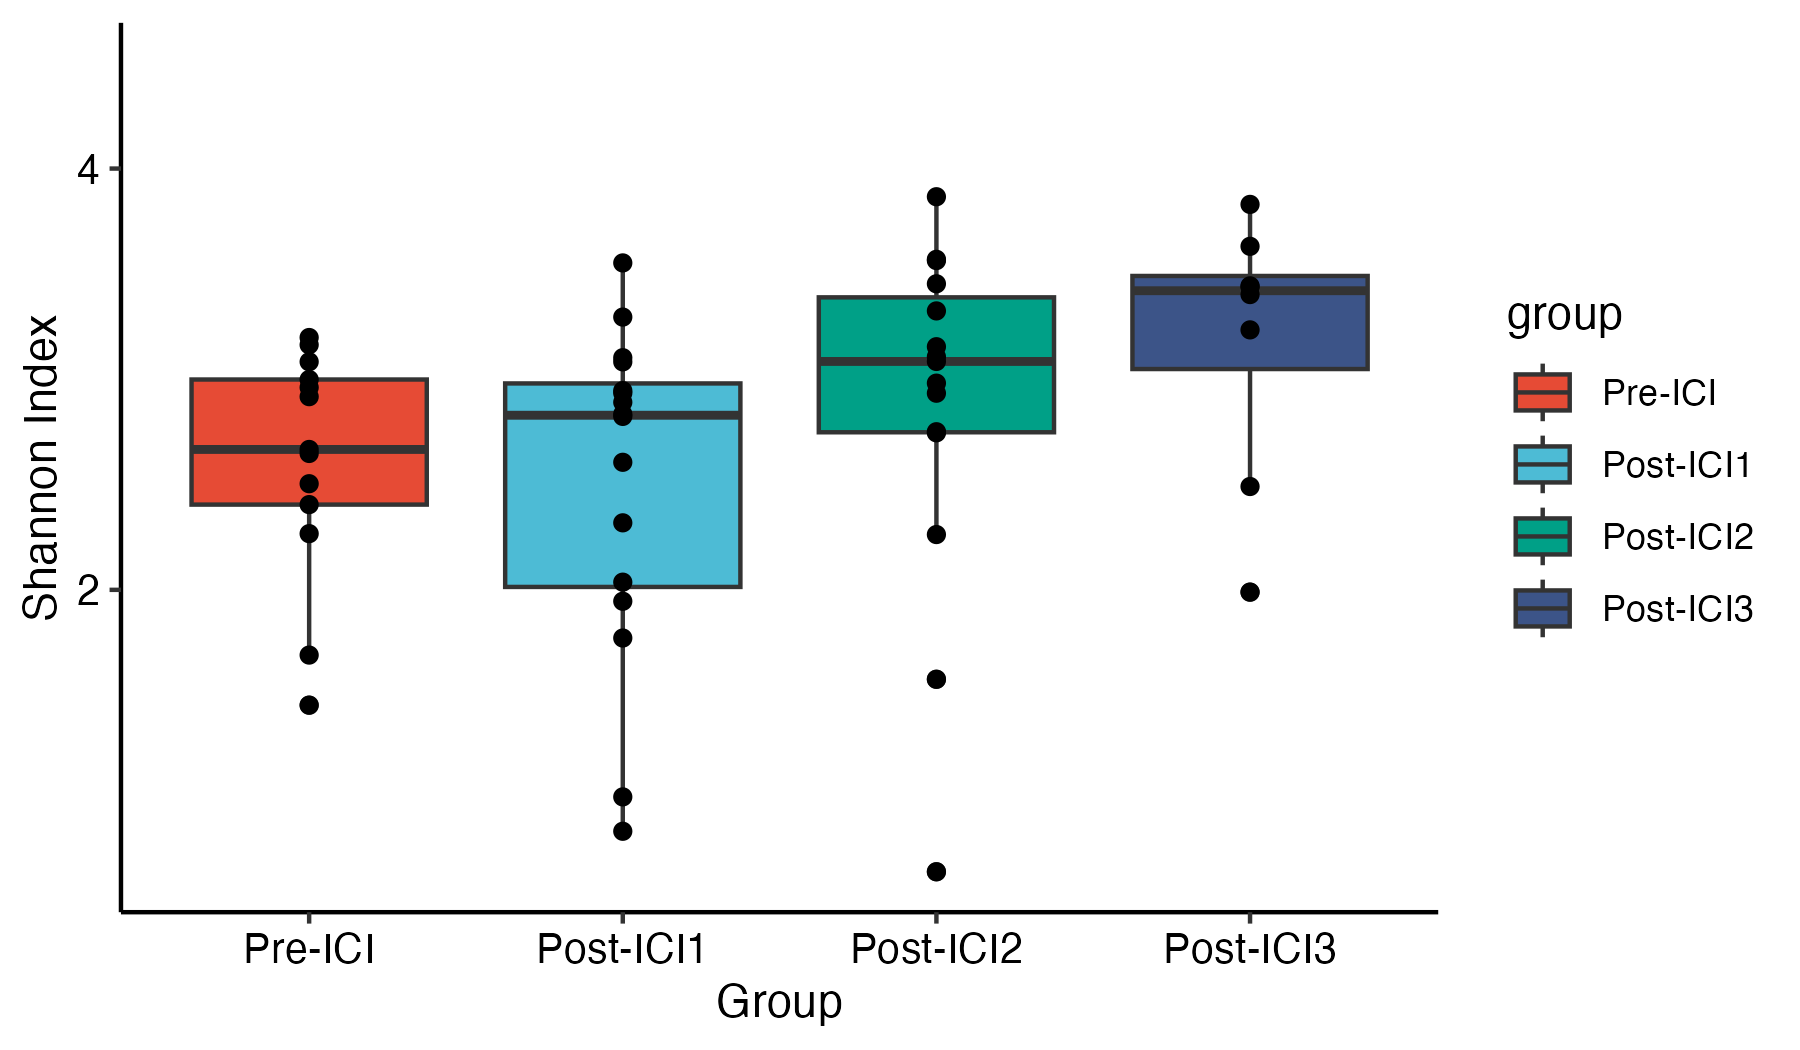 Shannon Index
4
2
Pre-ICI
Post-ICI1
Post-ICI2
Post-ICI3
Group
group
Pre-ICI
Post-ICI1
Post-ICI2
Post-ICI3